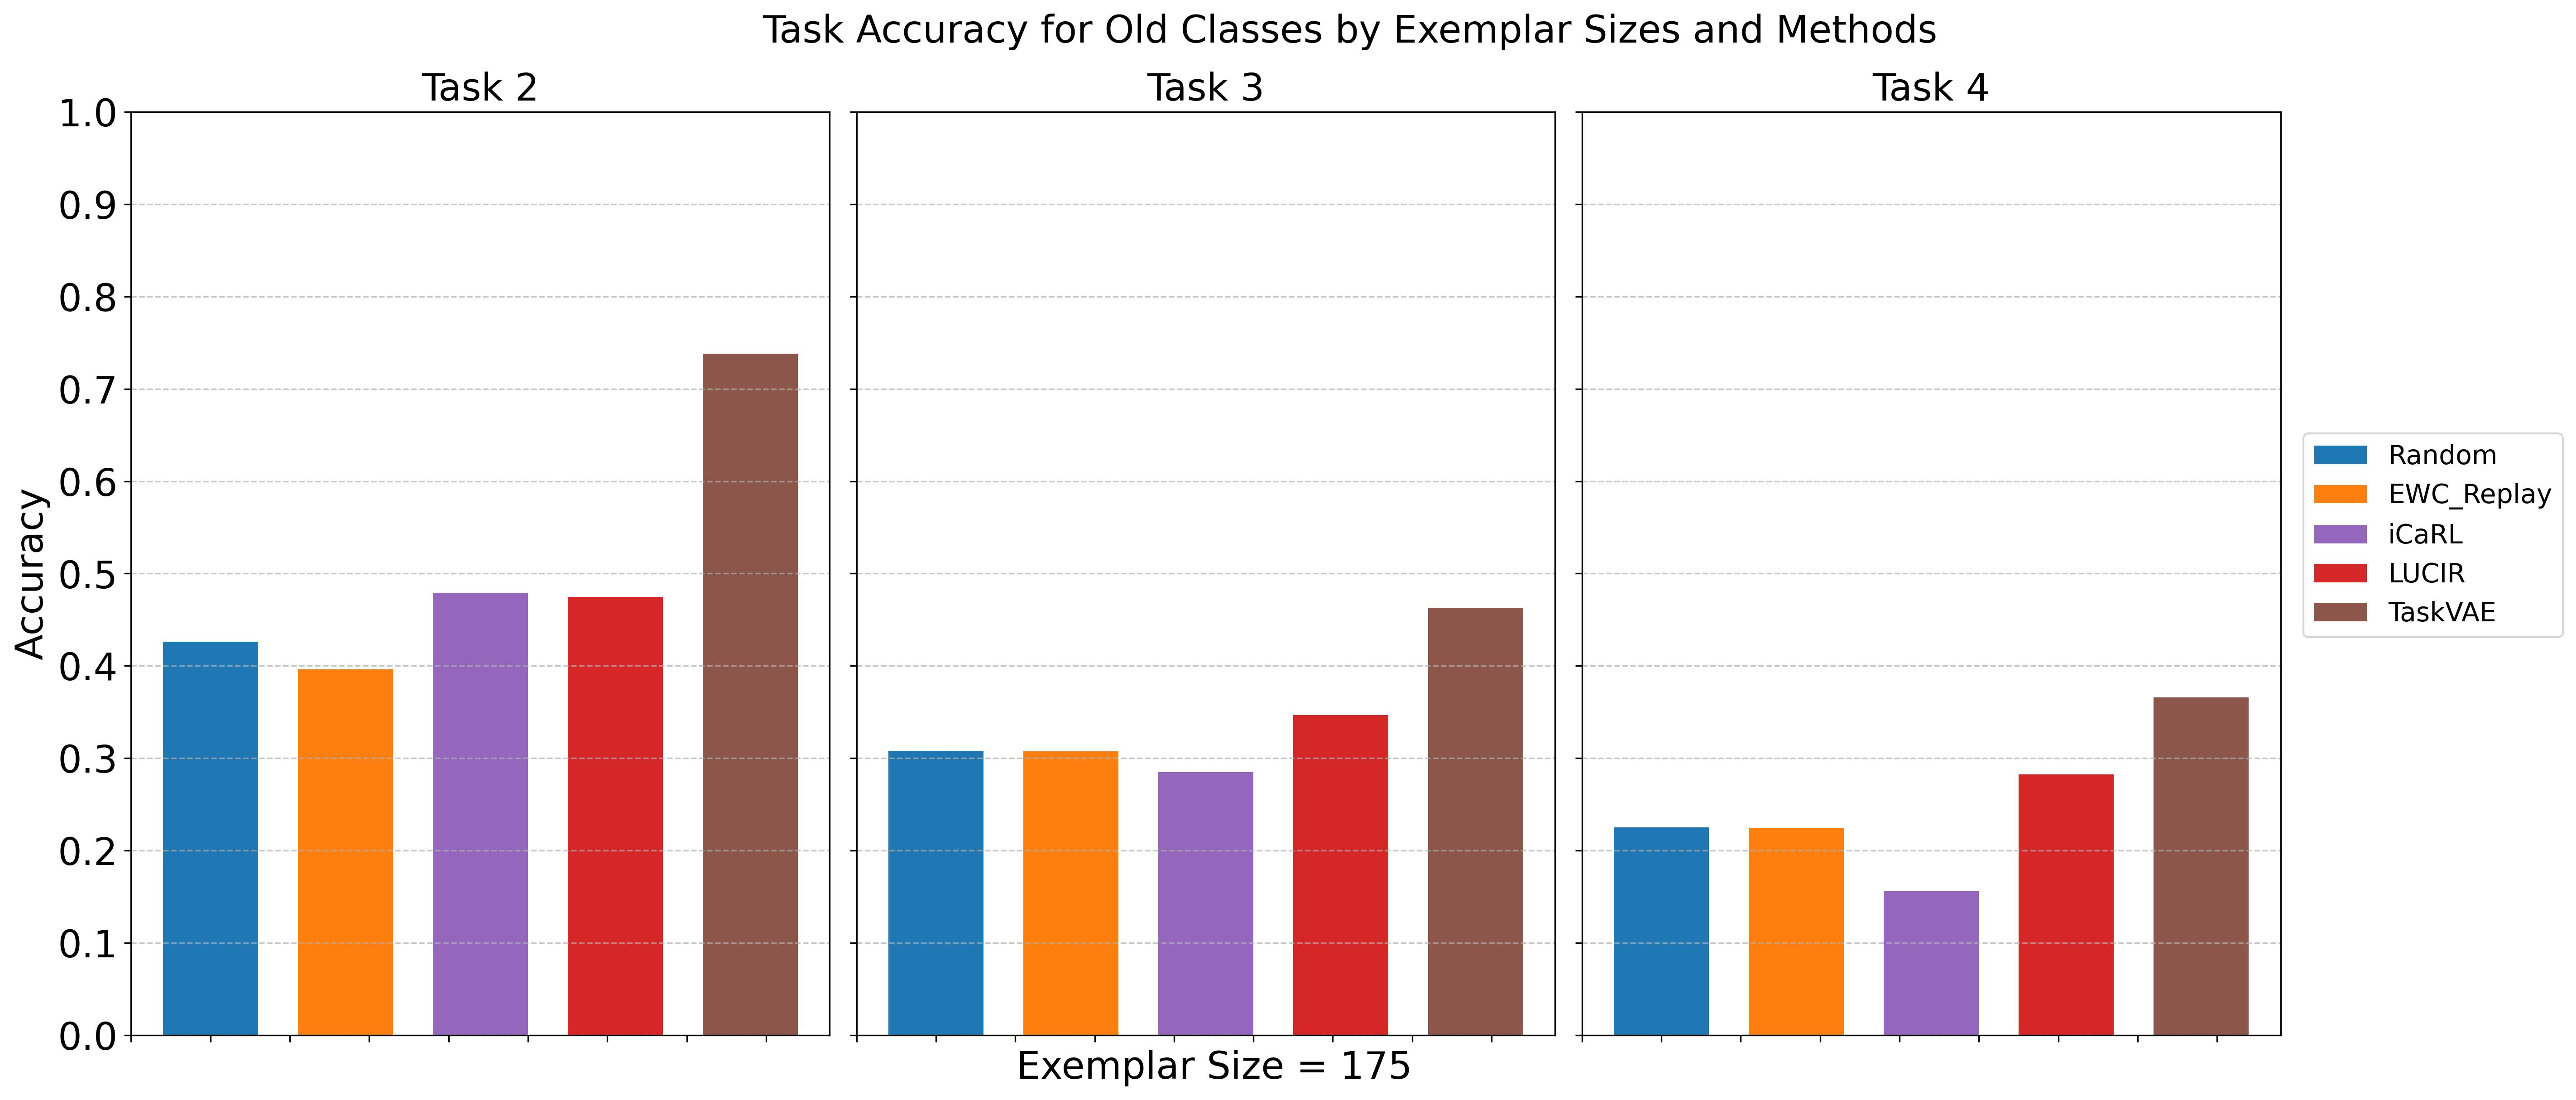 Task Accuracy for Old Classes by Exemplar Sizes and Methods
Task 2
Task 3
Task 4
1.0
0.9
0.8
0.7
0.6
0.5
0.4
0.3
0.2
0.1
0.0
Accuracy
Exemplar Size = 175
Random
EWC_Replay
iCaRL
LUCIR
TaskVAE